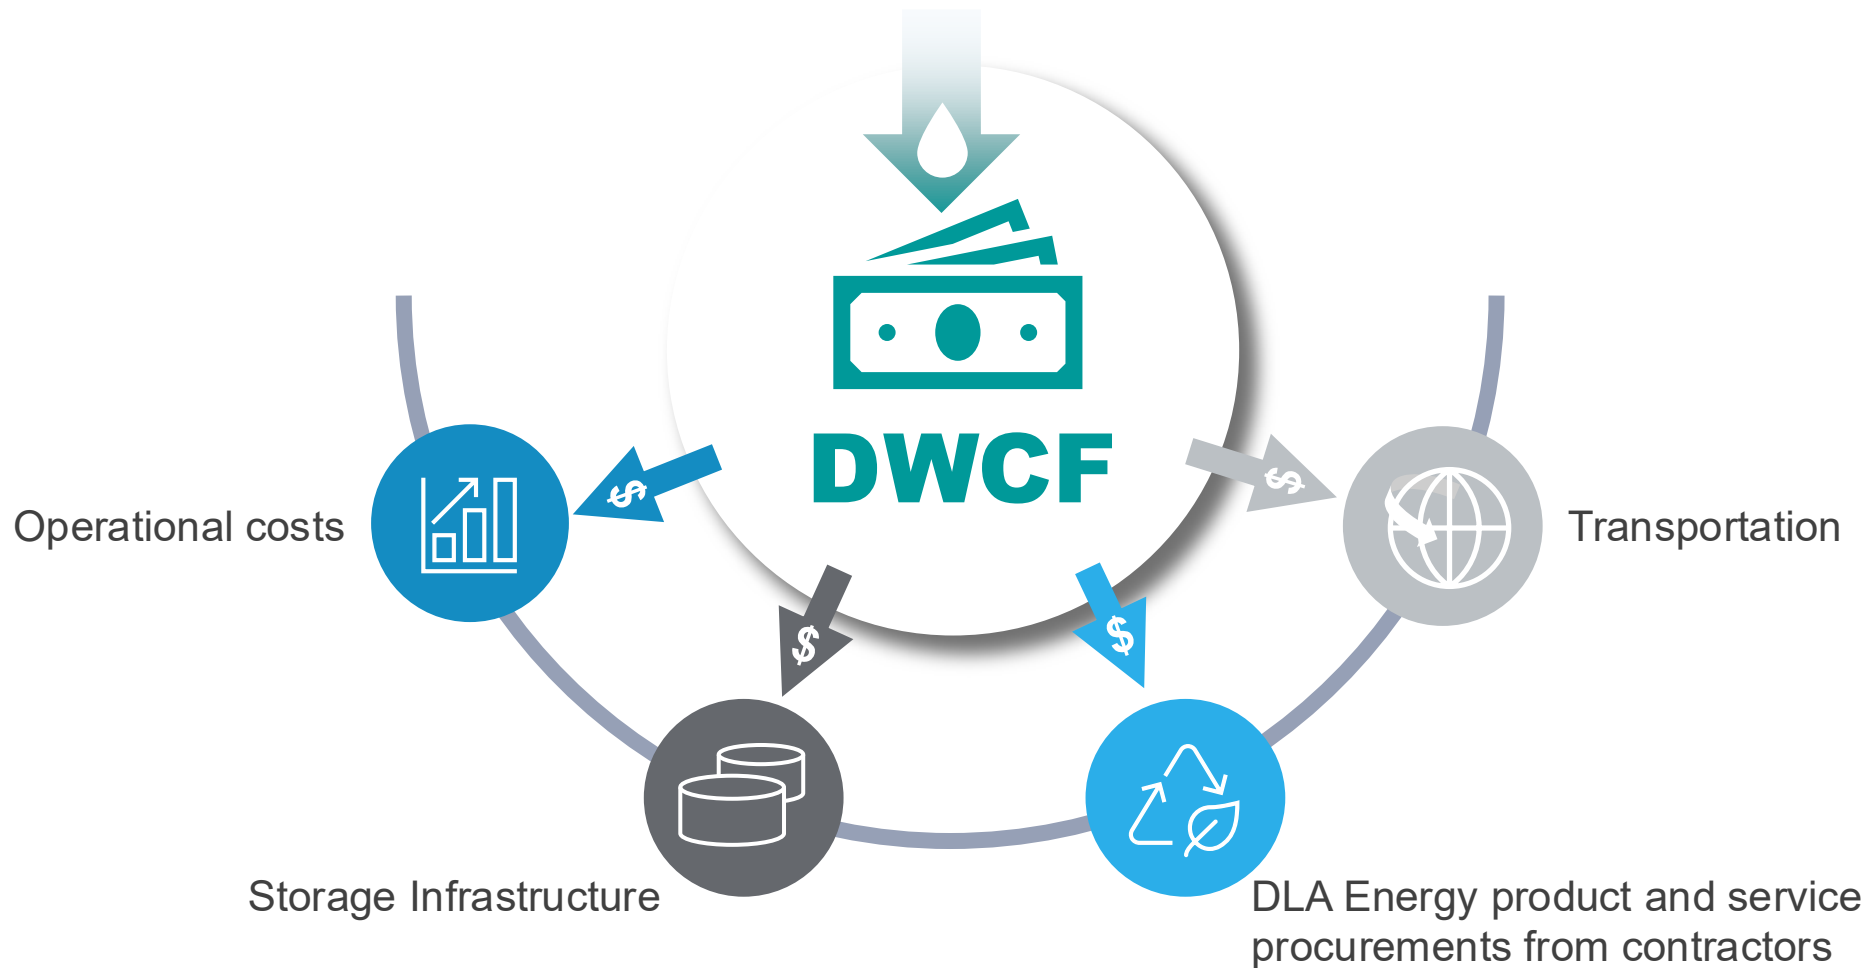 DWCF
$
$
$
$
Operational costs
Transportation
Storage Infrastructure
DLA Energy product and service
procurements from contractors